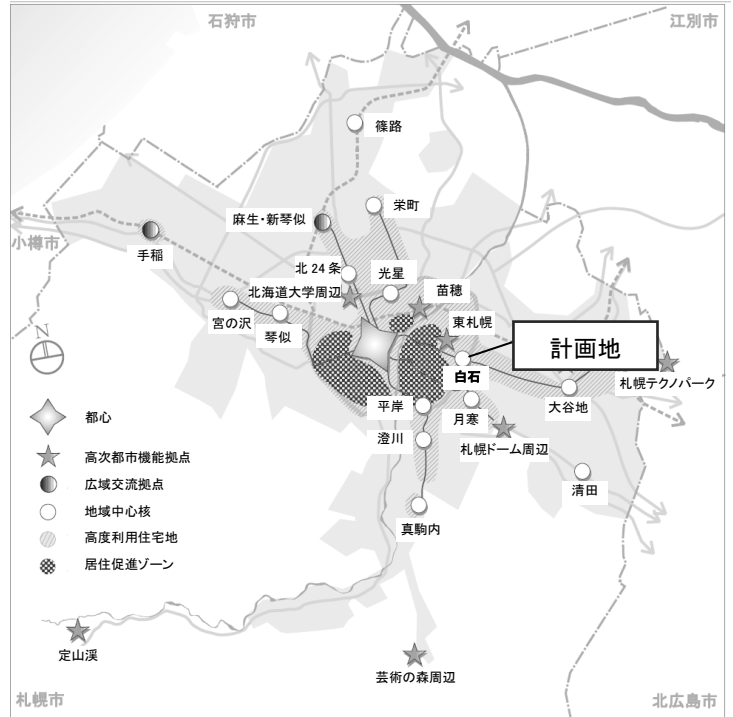 石狩市
江別市
篠路
栄町
麻生・新琴似
小樽市
手稲
北24条
光星
北海道大学周辺
苗穂
宮の沢
琴似
東札幌
計画地
N
白石
札幌テクノパーク
大谷地
平岸
月寒
都心
澄川
札幌ドーム周辺
高次都市機能拠点
広域交流拠点
清田
地域中心核
真駒内
高度利用住宅地
居住促進ゾーン
定山渓
芸術の森周辺
札幌市
北広島市